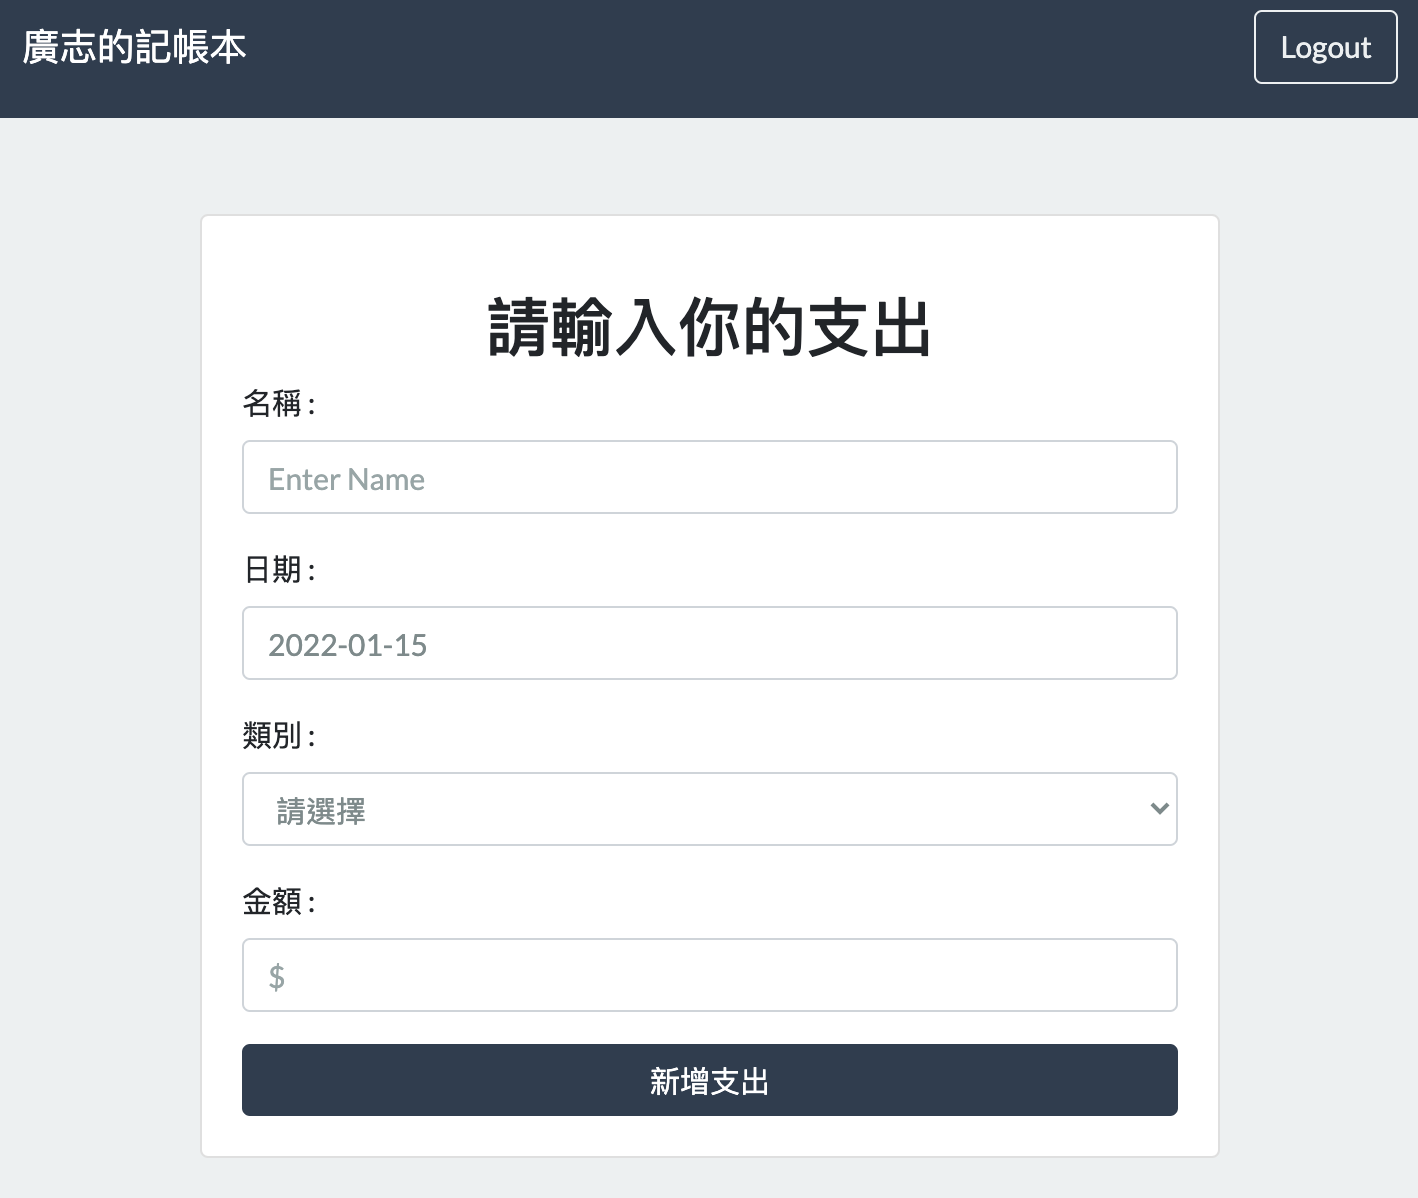 廣志的記帳本
Logout
請輸入你的支出
名稱 :
Enter Name
日期 :
2022-01-15
類別 :
請選擇
金額 :
$
新增支出